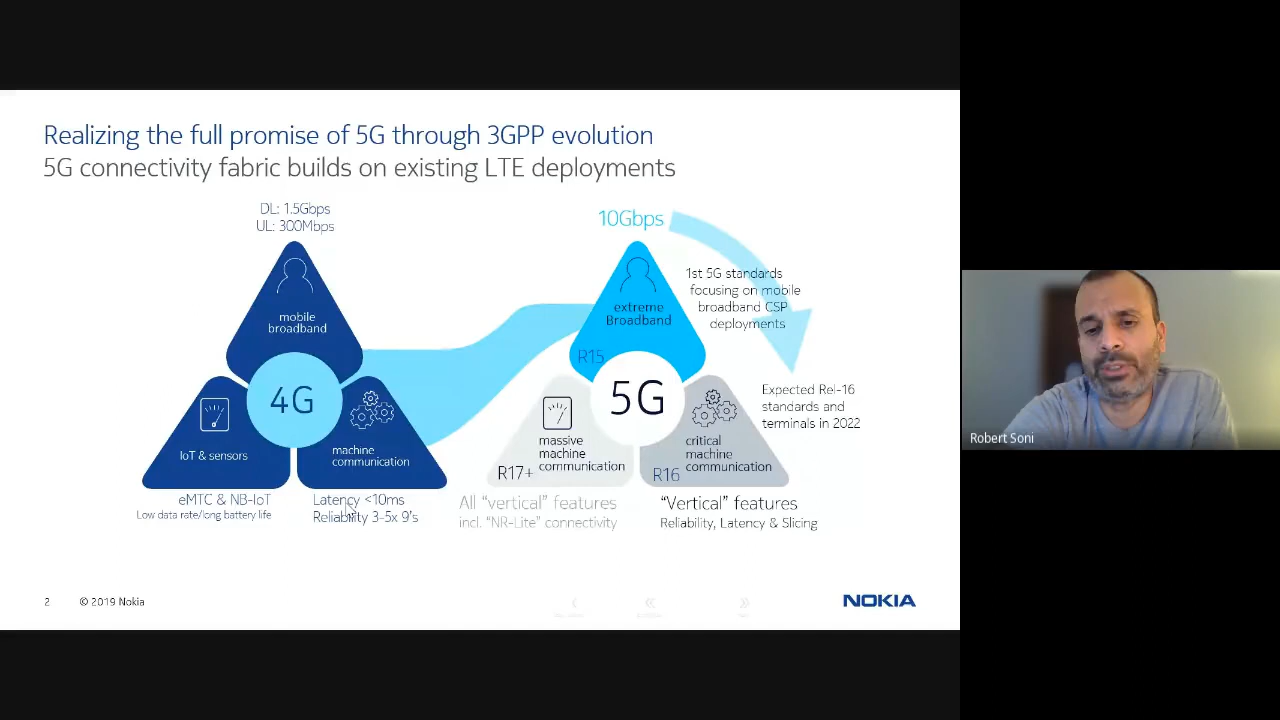 Realizing the full promise of 5G through 3GPP evolution
5G connectivity fabric builds on existing LTE deployments
DL: 1.5Gbps
UL: 300Mbps
mobile
broadband
4G
IoT & sensors
machine
communication
eMTC & NB-IoT
Low data rate/long battery life
Latency <10ms
Reliability 3-5x 9's
10Gbps
extreme
Broadband
R15
5G
1st 5G standards
focusing on mobile
broadband CSP
deployments
Expected Rel-16
standards and
terminals in 2022
massive
machine
communication
R17+
critical
machine
communication
R16
All "vertical" features
incl. "NR-Lite" connectivity
"Vertical" features
Reliability, Latency & Slicing
2
© 2019 Nokia
NOKIA
Robert Soni